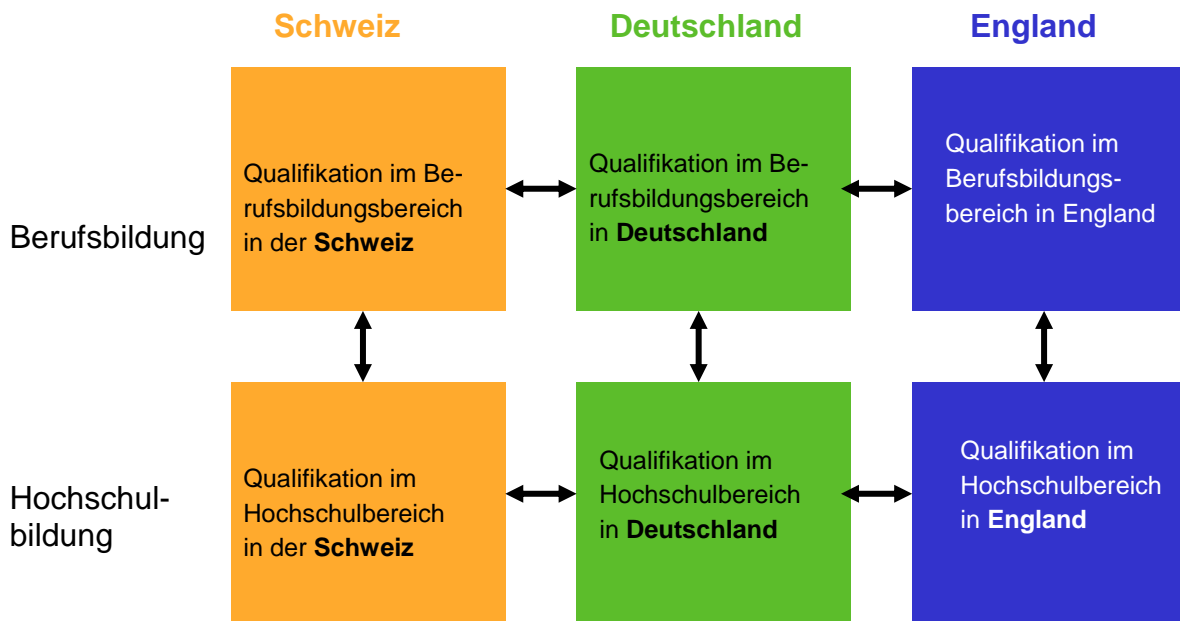 Schweiz
Deutschland
England
Berufsbildung
Qualifikation im Be-
rufsbildungsbereich
in der Schweiz
Qualifikation im Be-
rufsbildungsbereich
in Deutschland
Qualifikation im
Berufsbildungs-
bereich in England
Hochschul-
bildung
Qualifikation im
Hochschulbereich
in der Schweiz
Qualifikation im
Hochschulbereich
in Deutschland
Qualifikation im
Hochschulbereich
in England